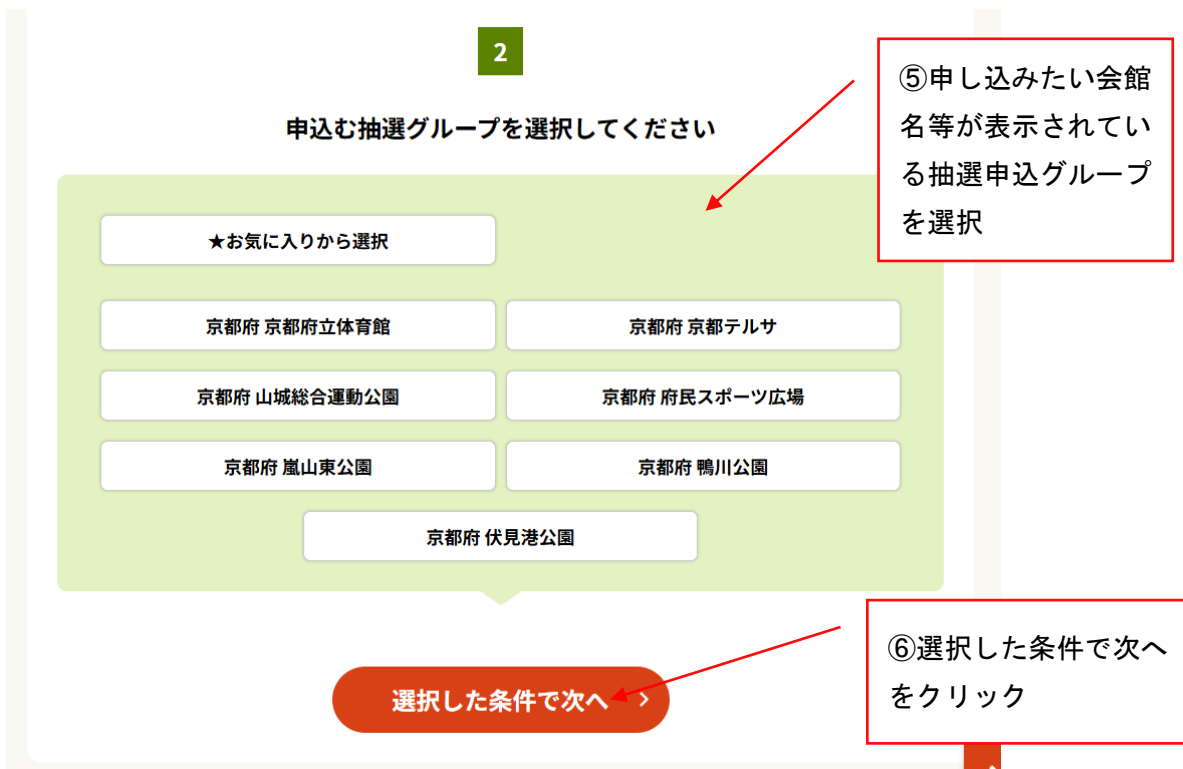 2
申込む抽選グループを選択してください
⑤申し込みたい会館
名等が表示されてい
る抽選申込グループ
を選択
★お気に入りから選択
京都府 京都府立体育館
京都府 京都テルサ
京都府 山城総合運動公園
京都府 府民スポーツ広場
京都府 嵐山東公園
京都府 鴨川公園
京都府 伏見港公園
⑥選択した条件で次へ
をクリック
選択した条件で次へ